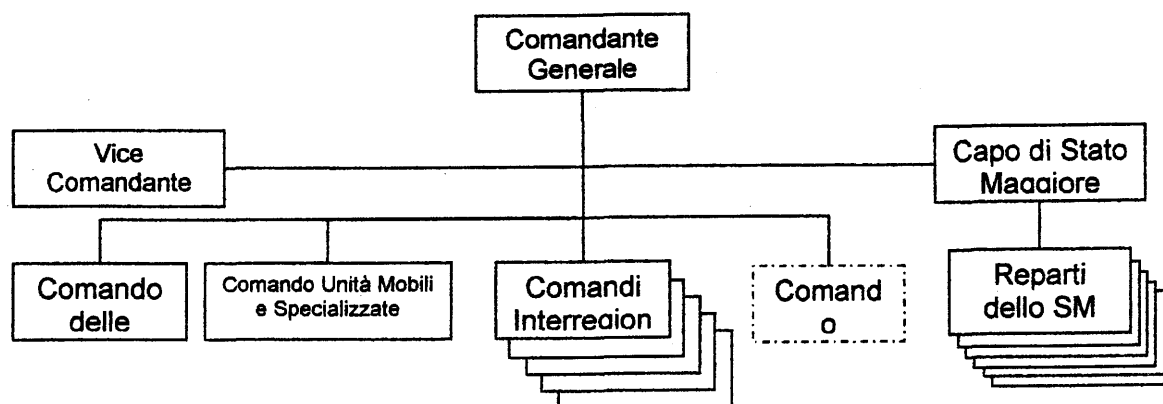 Comandante
Generale
Vice
Comandante
Capo di Stato
Maggiore
Comando
delle
Comando Unità Mobili
e Specializzate
Comandi
Interregion
Comand
o
Reparti
dello SM